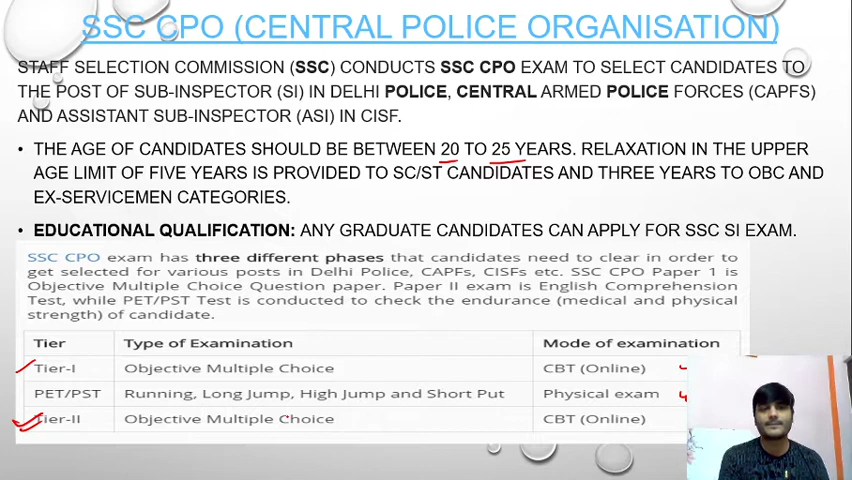 SSC CPO (CENTRAL POLICE ORGANISATION)
STAFF SELECTION COMMISSION (SSC) CONDUCTS SSC CPO EXAM TO SELECT CANDIDATES TO
THE POST OF SUB-INSPECTOR (SI) IN DELHI POLICE, CENTRAL ARMED POLICE FORCES (CAPFS)
AND ASSISTANT SUB-INSPECTOR (ASI) IN CISF.
• THE AGE OF CANDIDATES SHOULD BE BETWEEN 20 TO 25 YEARS. RELAXATION IN THE UPPER
AGE LIMIT OF FIVE YEARS IS PROVIDED TO SC/ST CANDIDATES AND THREE YEARS TO OBC AND
EX-SERVICEMEN CATEGORIES.
• EDUCATIONAL QUALIFICATION: ANY GRADUATE CANDIDATES CAN APPLY FOR SSC SI EXAM.
SSC CPO exam has three different phases that candidates need to clear in order to
get selected for various posts in Delhi Police, CAPFs, CISFs etc. SSC CPO Paper 1 is
Objective Multiple Choice Question paper. Paper II exam is English Comprehension
Test, while PET/PST Test is conducted to check the endurance (medical and physical
strength) of candidate.
Tier Type of Examination Mode of examination
Tier-I Objective Multiple Choice CBT (Online)
PET/PST Running, Long Jump, High Jump and Short Put Physical exam
Tier-II Objective Multiple Choice CBT (Online)